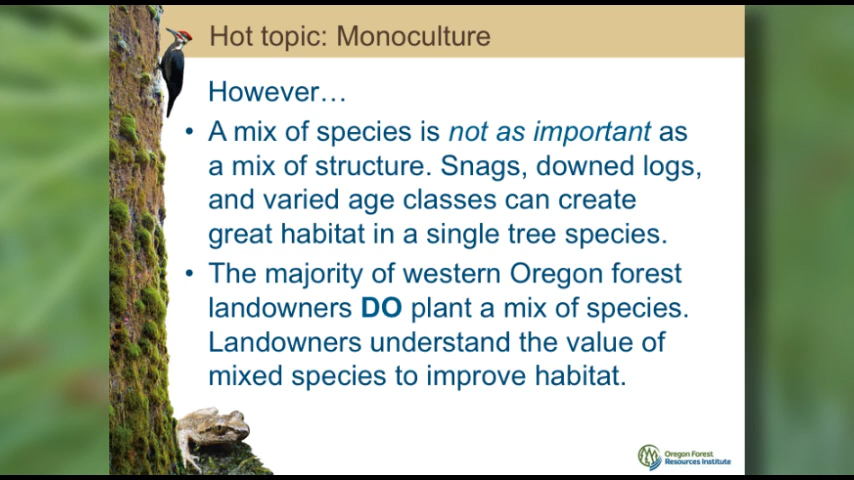 Hot topic: Monoculture
However…
• A mix of species is not as important as
a mix of structure. Snags, downed logs,
and varied age classes can create
great habitat in a single tree species.
• The majority of western Oregon forest
landowners DO plant a mix of species.
Landowners understand the value of
mixed species to improve habitat.
Oregon Forest
Resources Institute